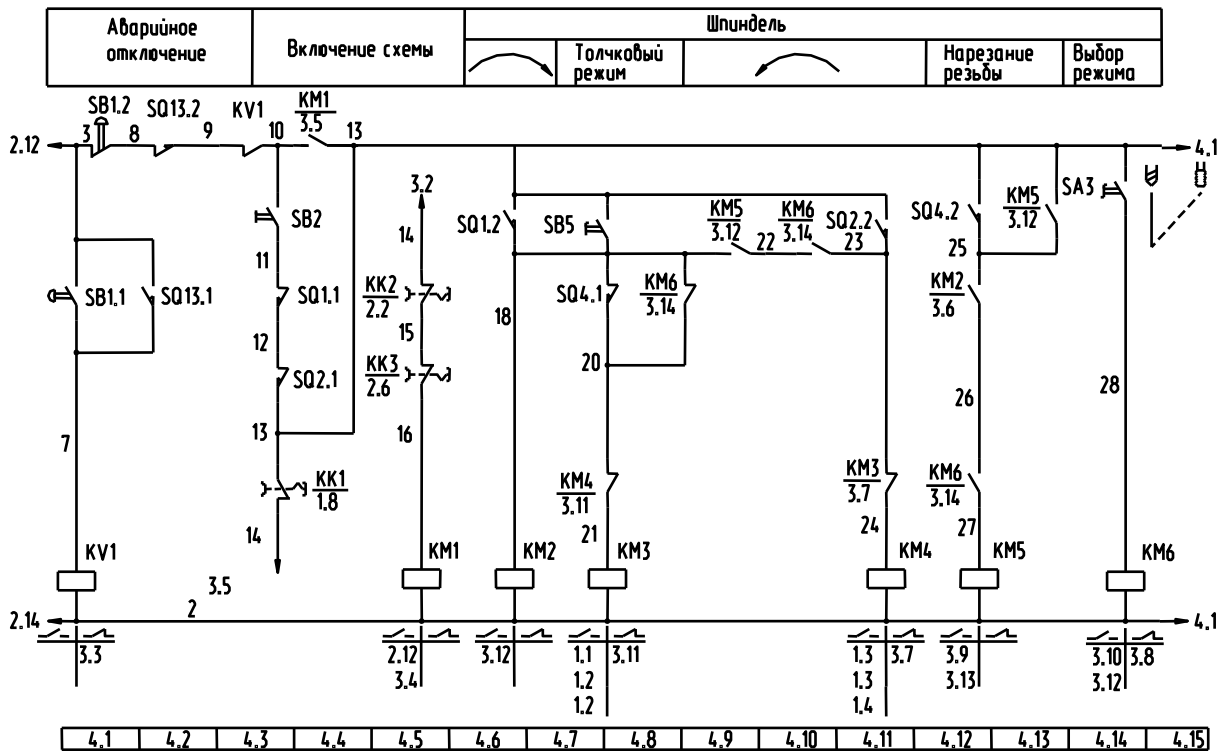 Аварийное отключение
Включение схемы
Шпиндель
Толчковый режим
Нарезание резьбы
Выбор режима
2.12
3
SB1.2
8
SQ13.2
9
KV1
10
KM1
3.5
13
4.1
3.2
SB2
14
SQ1.2
SB5
KM5
3.12
22
KM6
3.14
23
SQ2.2
SQ4.2
25
KM5
3.12
SA3
11
SB1.1
SQ13.1
SQ1.1
KK2
2.2
18
SQ4.1
KM6
3.14
KM2
3.6
12
15
20
SQ2.1
KK3
2.6
26
28
7
13
16
KK1
1.8
KM4
3.11
KM3
3.7
KM6
3.14
14
21
24
27
KV1
KM1
KM2
KM3
KM4
KM5
KM6
3.5
2
2.14
4.1
3.3
2.12
3.4
3.12
1.1
1.2
1.2
3.11
1.3
1.3
1.4
3.7
3.9
3.13
3.10
3.12
3.8
4.1 4.2 4.3 4.4 4.5 4.6 4.7 4.8 4.9 4.10 4.11 4.12 4.13 4.14 4.15